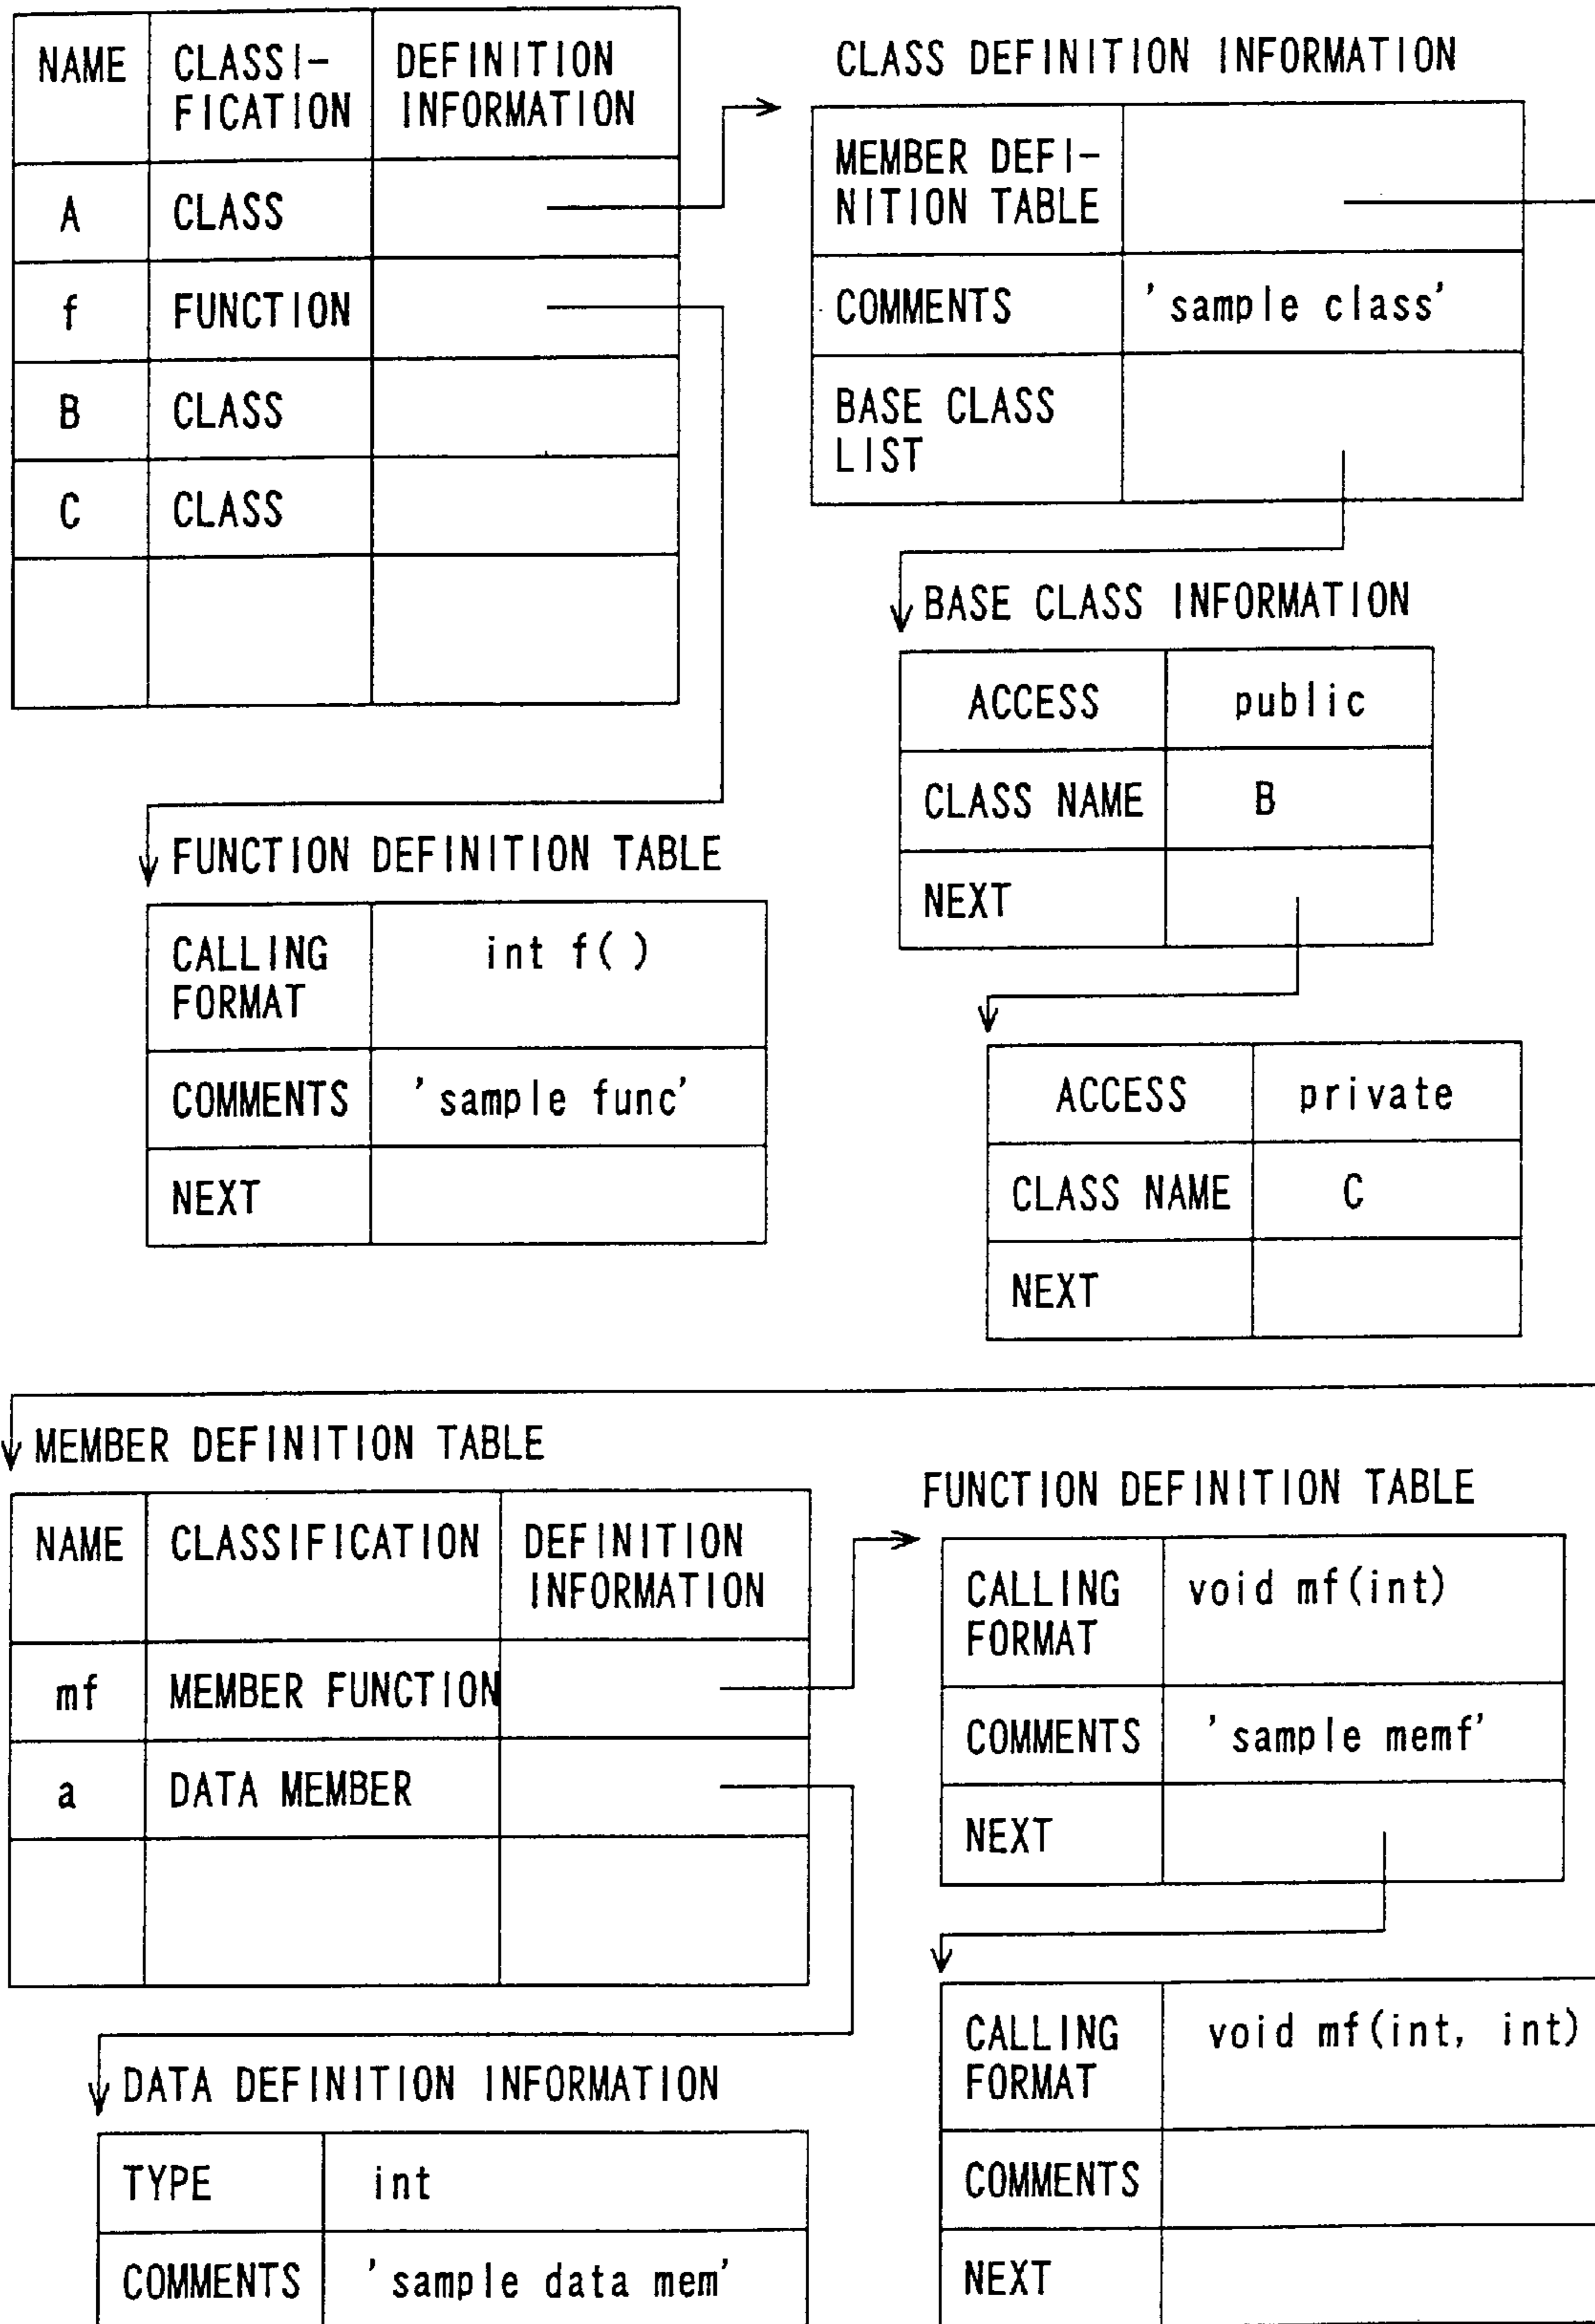 NAME
CLASSI-
FICATION
DEFINITION
INFORMATION
A
CLASS
f
FUNCTION
B
CLASS
C
CLASS
CLASS DEFINITION INFORMATION
MEMBER DEFI-
NITION TABLE
COMMENTS
'sample class'
BASE CLASS
LIST
BASE CLASS INFORMATION
ACCESS
public
CLASS NAME
B
NEXT
FUNCTION DEFINITION TABLE
CALLING
FORMAT
int f( )
COMMENTS
'sample func'
NEXT
ACCESS
private
CLASS NAME
C
NEXT
MEMBER DEFINITION TABLE
NAME
CLASSIFICATION
DEFINITION
INFORMATION
mf
MEMBER FUNCTION
a
DATA MEMBER
FUNCTION DEFINITION TABLE
CALLING
FORMAT
void mf(int)
COMMENTS
'sample memf'
NEXT
CALLING
FORMAT
void mf(int, int)
COMMENTS
NEXT
DATA DEFINITION INFORMATION
TYPE
int
COMMENTS
'sample data mem'